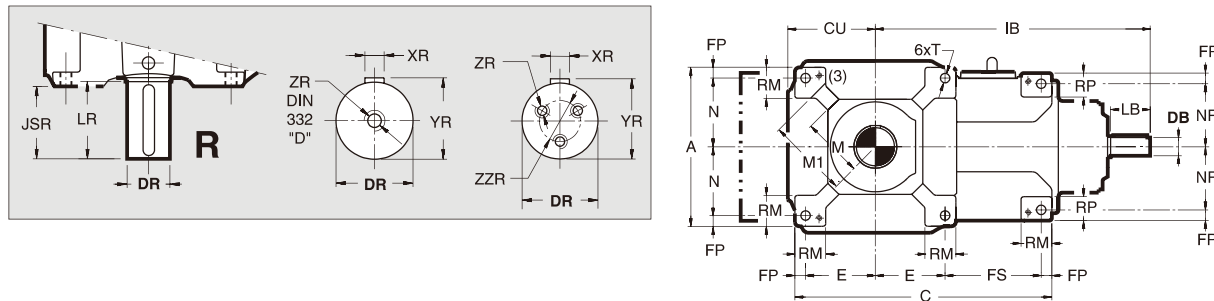 XR
ZR
DIN
332
"D"
YR
DR
XR
ZR
YR
ZZR
DR
JSR
LR
R
DR
CU
IB
FP
6xT
FP
(3)
RM
RP
N
LB
DB
NP
A
M
M1
N
NP
RM
RP
FP
RM
RM
RM
FP
FP
E
E
FS
FP
C